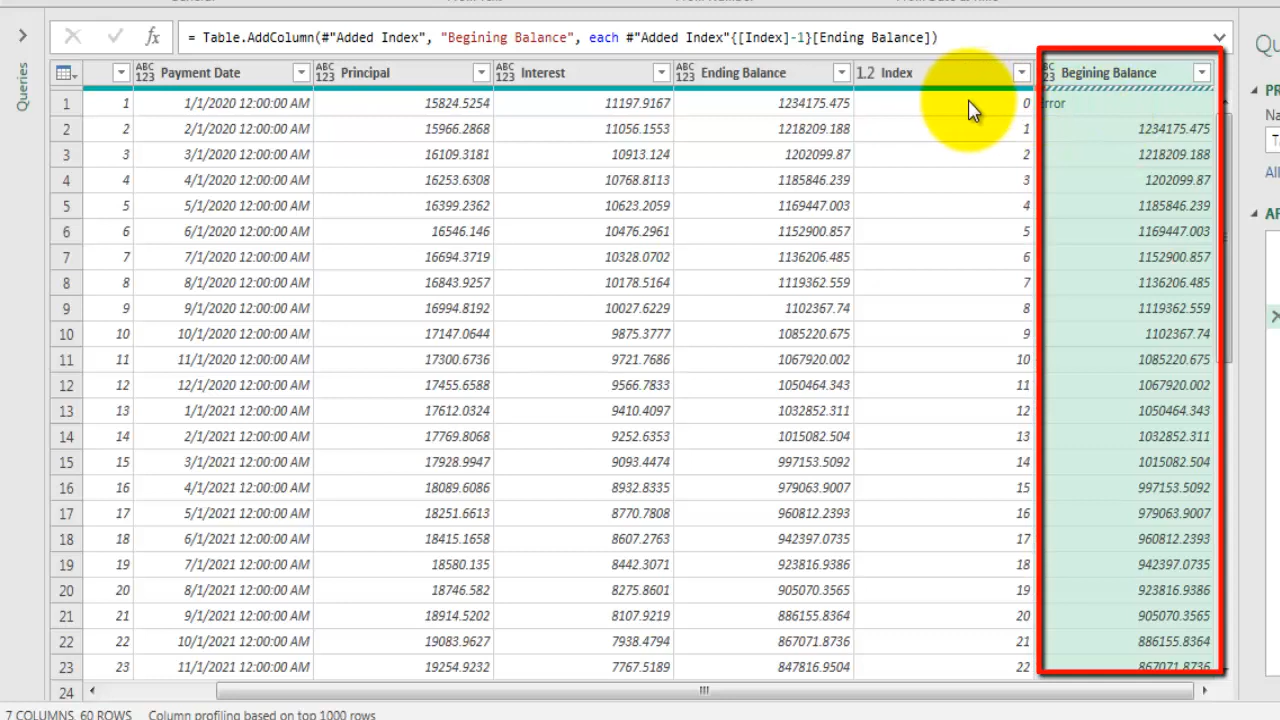 fx = Table.AddColumn(#"Added Index", "Begining Balance", each #"Added Index"{[Index]-1}[Ending Balance])
Queries
ABC 123 Payment Date ABC 123 Principal ABC 123 Interest ABC 123 Ending Balance 1.2 Index 123 Begining Balance
1 1 1/1/2020 12:00:00 AM 15824.5254 11197.9167 1234175.475 0
2 2 2/1/2020 12:00:00 AM 15966.2868 11056.1553 1218209.188 1 1234175.475
3 3 3/1/2020 12:00:00 AM 16109.3181 10913.124 1202099.87 2 1218209.188
4 4 4/1/2020 12:00:00 AM 16253.6308 10768.8113 1185846.239 3 1202099.87
5 5 5/1/2020 12:00:00 AM 16399.2362 10623.2059 1169447.003 4 1185846.239
6 6 6/1/2020 12:00:00 AM 16546.146 10476.2961 1152900.857 5 1169447.003
7 7 7/1/2020 12:00:00 AM 16694.3719 10328.0702 1136206.485 6 1152900.857
8 8 8/1/2020 12:00:00 AM 16843.9257 10178.5164 1119362.559 7 1136206.485
9 9 9/1/2020 12:00:00 AM 16994.8192 10027.6229 1102367.74 8 1119362.559
10 10 10/1/2020 12:00:00 AM 17147.0644 9875.3777 1085220.675 9 1102367.74
11 11 11/1/2020 12:00:00 AM 17300.6736 9721.7686 1067920.002 10 1085220.675
12 12 12/1/2020 12:00:00 AM 17455.6588 9566.7833 1050464.343 11 1067920.002
13 13 1/1/2021 12:00:00 AM 17612.0324 9410.4097 1032852.311 12 1050464.343
14 14 2/1/2021 12:00:00 AM 17769.8068 9252.6353 1015082.504 13 1032852.311
15 15 3/1/2021 12:00:00 AM 17928.9947 9093.4474 997153.5092 14 1015082.504
16 16 4/1/2021 12:00:00 AM 18089.6086 8932.8335 979063.9007 15 997153.5092
17 17 5/1/2021 12:00:00 AM 18251.6613 8770.7808 960812.2393 16 979063.9007
18 18 6/1/2021 12:00:00 AM 18415.1658 8607.2763 942397.0735 17 960812.2393
19 19 7/1/2021 12:00:00 AM 18580.135 8442.3071 923816.9386 18 942397.0735
20 20 8/1/2021 12:00:00 AM 18746.582 8275.8601 905070.3565 19 923816.9386
21 21 9/1/2021 12:00:00 AM 18914.5202 8107.9219 886155.8364 20 905070.3565
22 22 10/1/2021 12:00:00 AM 19083.9627 7938.4794 867071.8736 21 886155.8364
23 23 11/1/2021 12:00:00 AM 19254.9232 7767.5189 847816.9504 22 867071.8736
24
7 COLUMNS, 60 ROWS Column profiling based on top 1000 rows